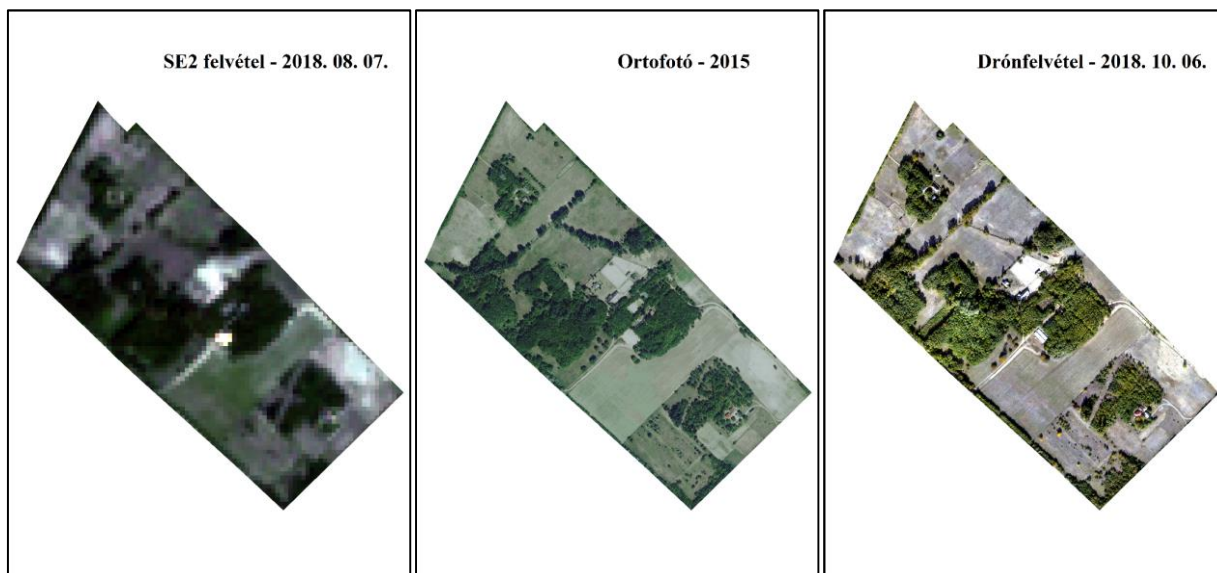 SE2 felvétel - 2018. 08. 07.
Ortofotó - 2015
Drónfelvétel - 2018. 10. 06.